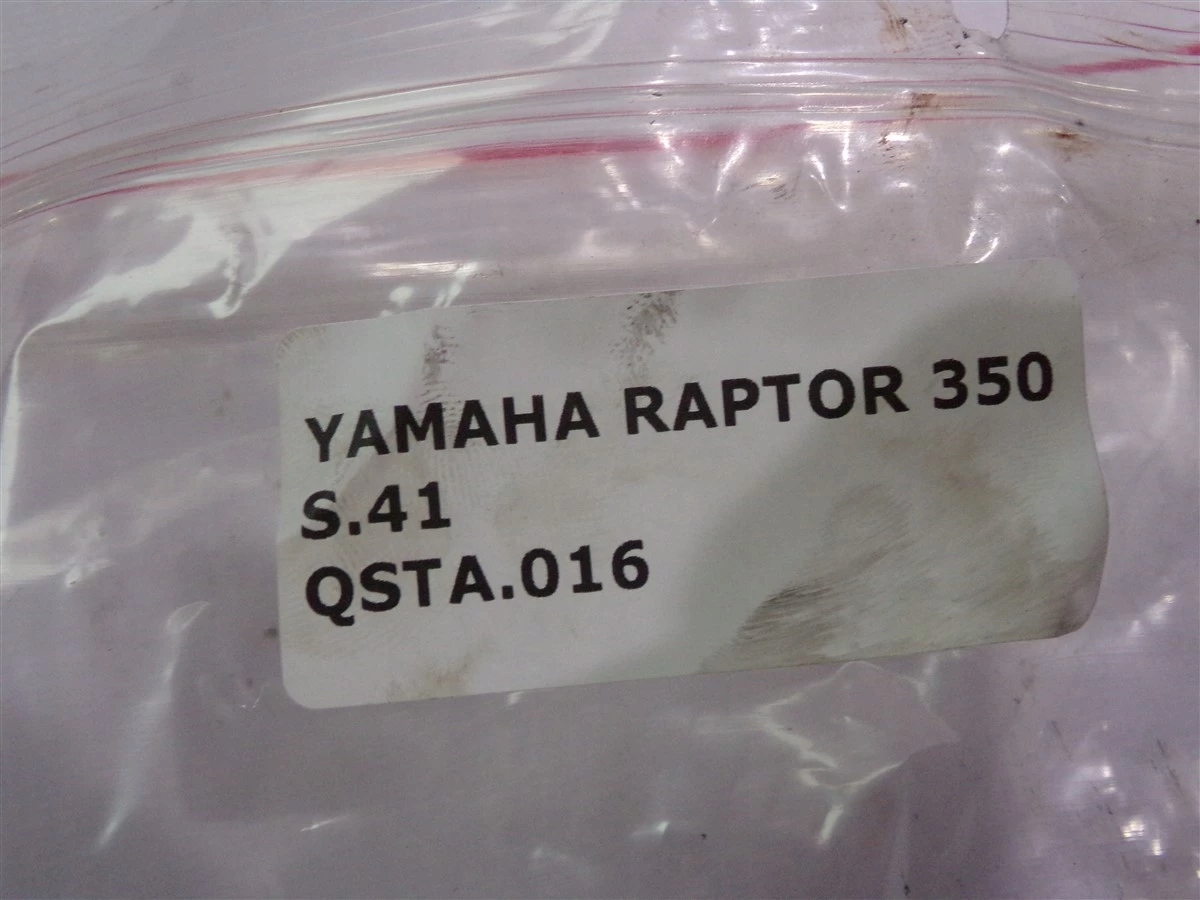 YAMAHA RAPTOR 350
S.41
QSTA.016